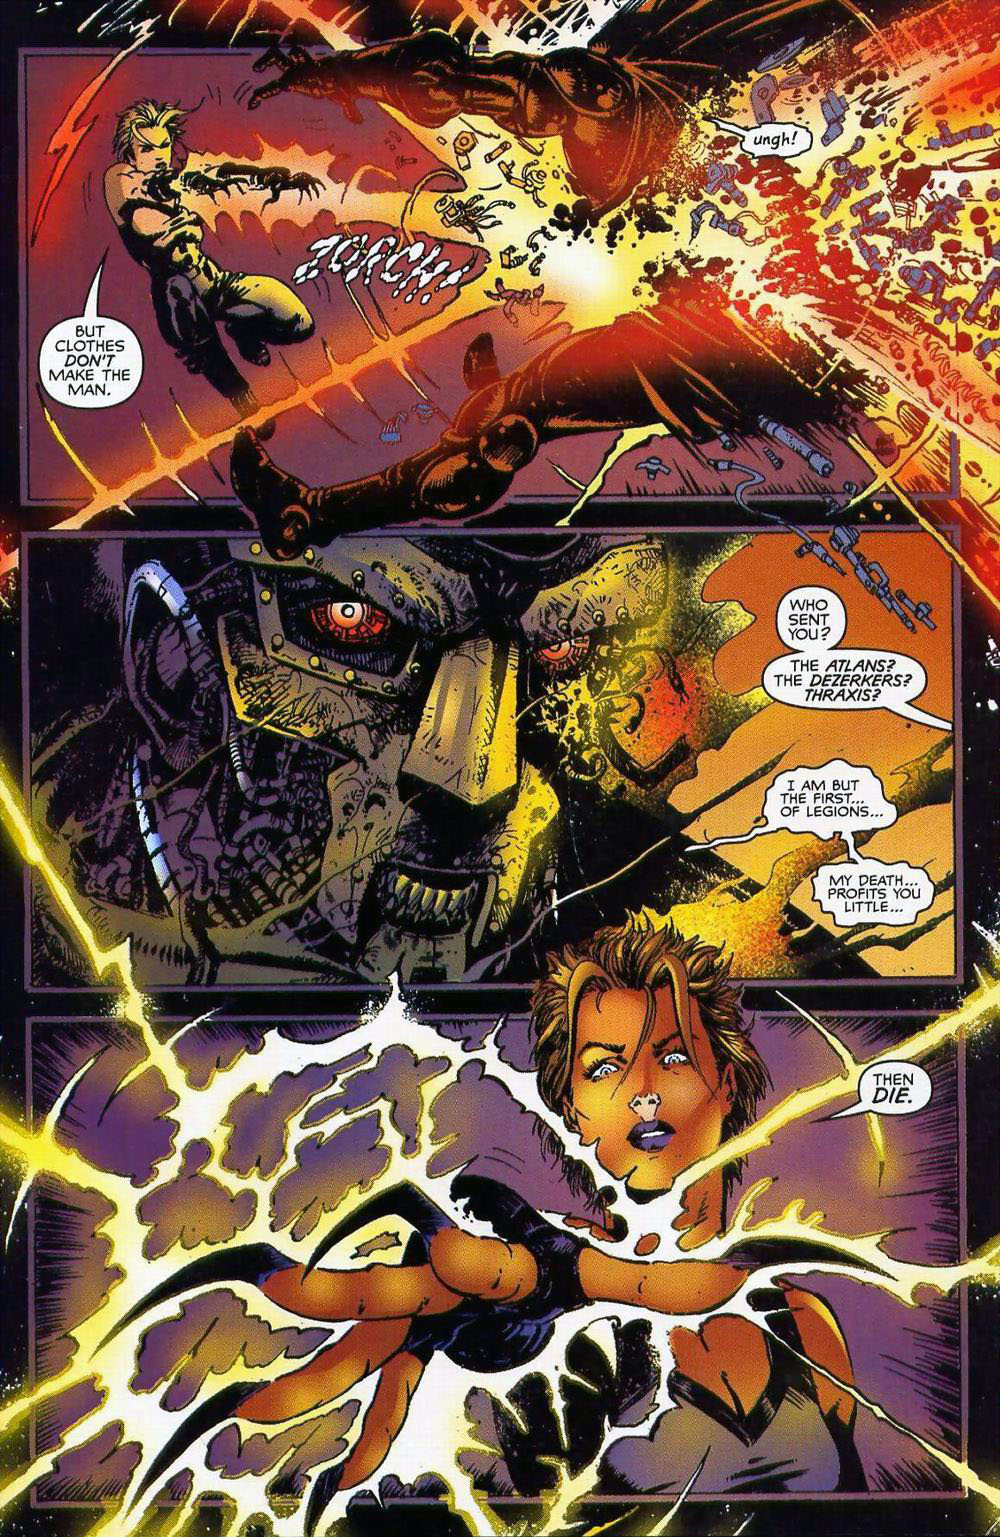 ungh!
ZORCH!
BUT
CLOTHES
DON'T
MAKE THE
MAN.
WHO
SENT
YOU?
THE ATLANS?
THE DEZERKERS?
THRAXIS?
I AM BUT
THE FIRST...
OF LEGIONS...
MY DEATH...
PROFITS YOU
LITTLE...
THEN
DIE.